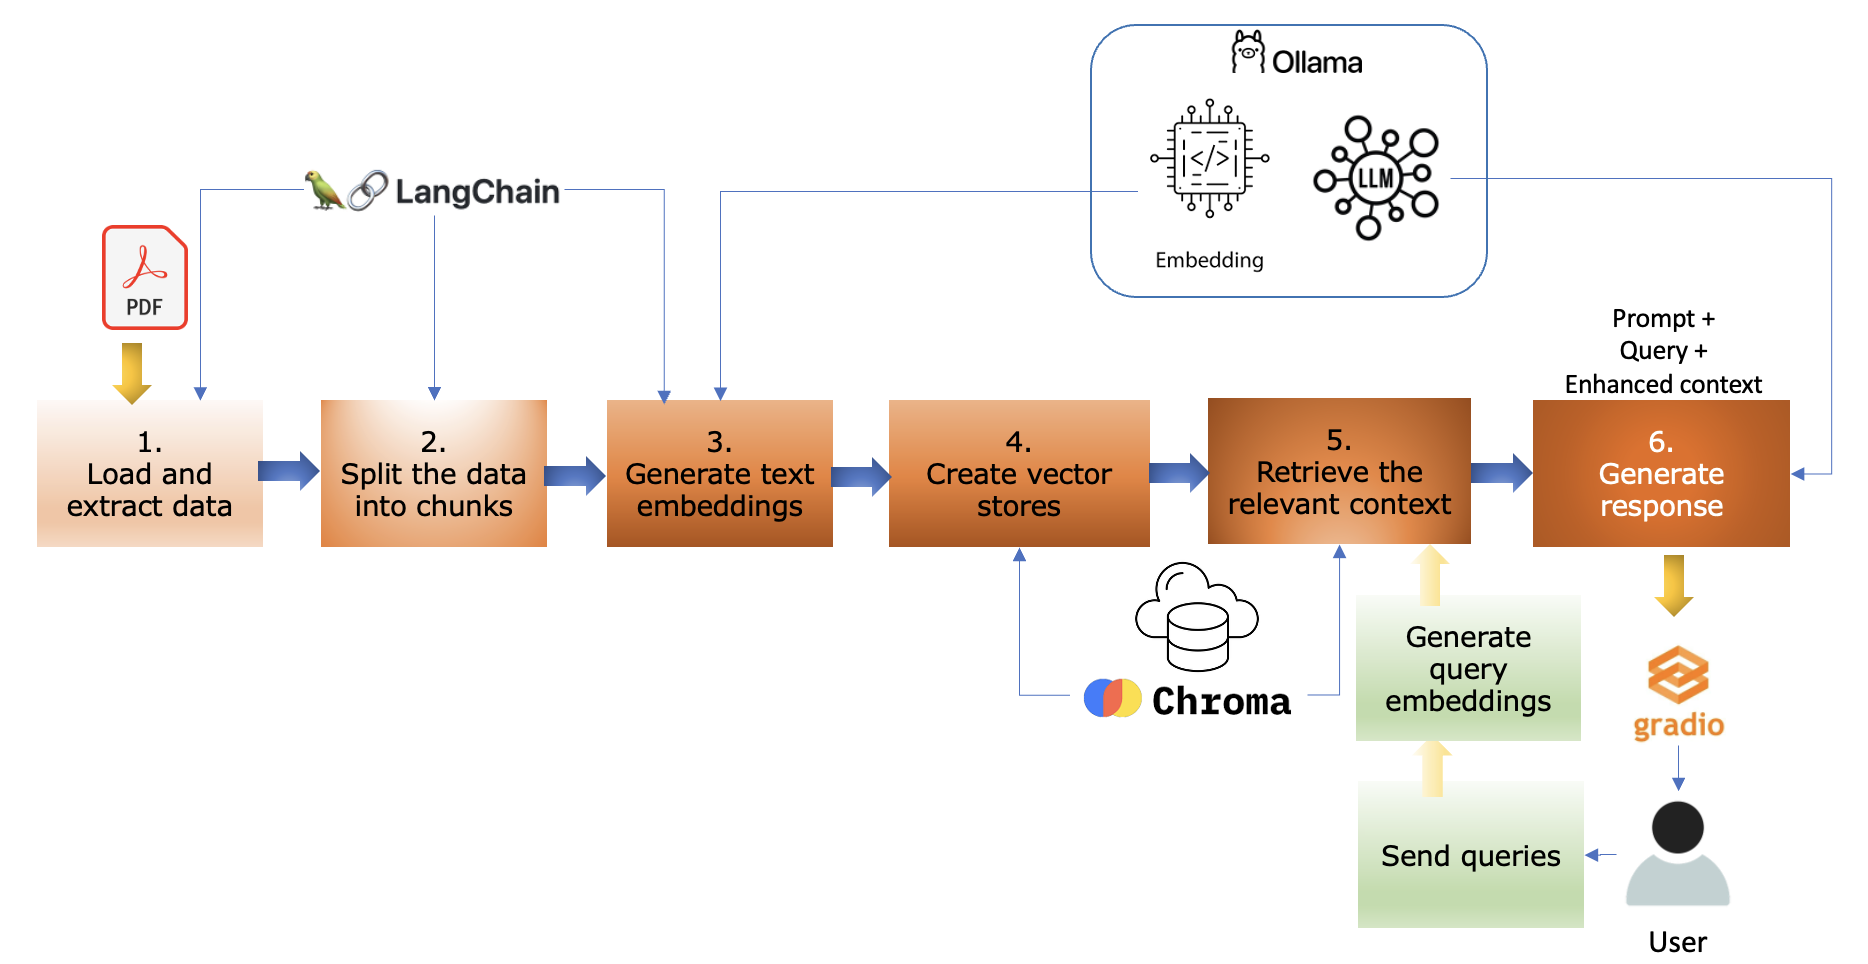 Ollama
</>
LLM
Embedding
LangChain
PDF
Prompt +
Query +
Enhanced context
1.
Load and
extract data
2.
Split the data
into chunks
3.
Generate text
embeddings
4.
Create vector
stores
5.
Retrieve the
relevant context
6.
Generate
response
Chroma
Generate
query
embeddings
gradio
Send queries
User